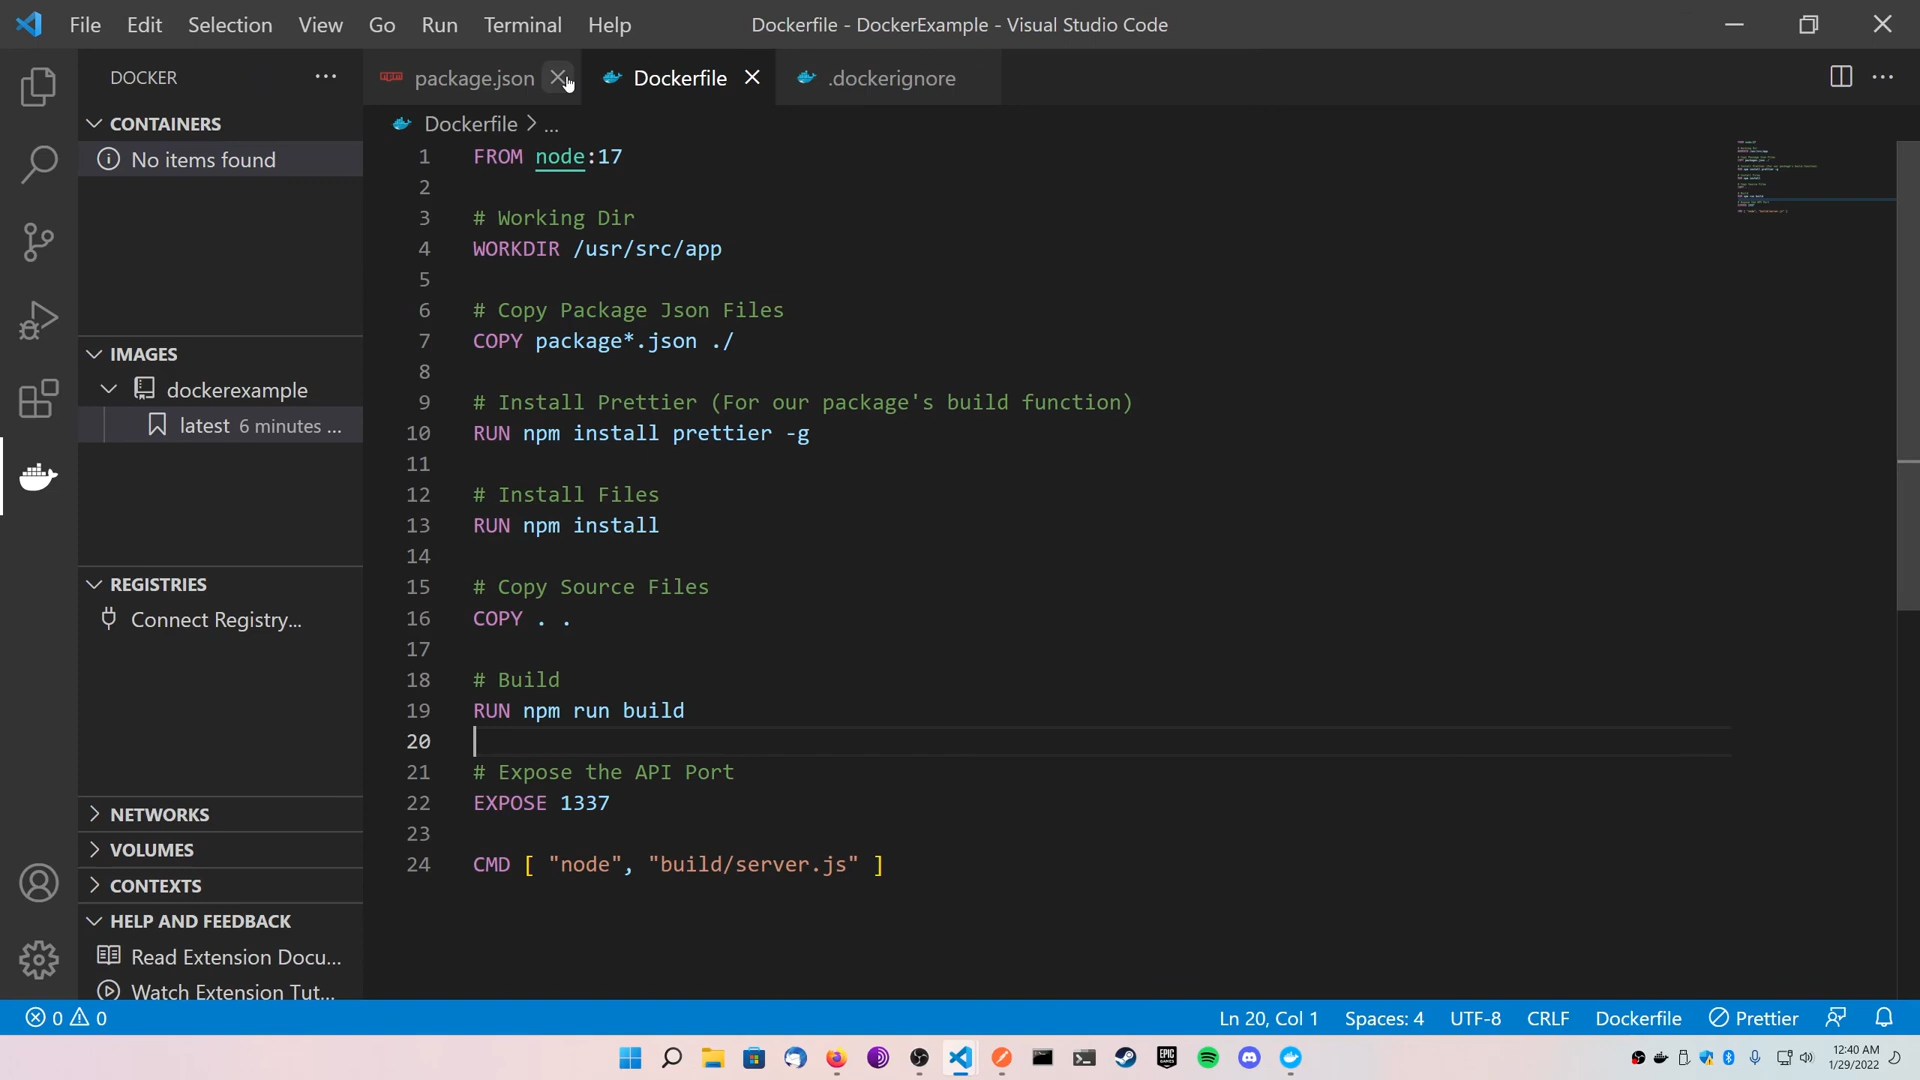 File Edit Selection View Go Run Terminal Help Dockerfile - DockerExample - Visual Studio Code
DOCKER
package.json
Dockerfile
.dockerignore
Dockerfile > ...
CONTAINERS
No items found
IMAGES
dockerexample
latest 6 minutes ...
REGISTRIES
Connect Registry...
NETWORKS
VOLUMES
CONTEXTS
HELP AND FEEDBACK
Read Extension Docu...
Watch Extension Tut...
1 FROM node:17
2
3 # Working Dir
4 WORKDIR /usr/src/app
5
6 # Copy Package Json Files
7 COPY package*.json ./
8
9 # Install Prettier (For our package's build function)
10 RUN npm install prettier -g
11
12 # Install Files
13 RUN npm install
14
15 # Copy Source Files
16 COPY . .
17
18 # Build
19 RUN npm run build
20
21 # Expose the API Port
22 EXPOSE 1337
23
24 CMD [ "node", "build/server.js" ]
0 0 Ln 20, Col 1 Spaces: 4 UTF-8 CRLF Dockerfile Prettier
EPIC GAMES
12:40 AM
1/29/2022